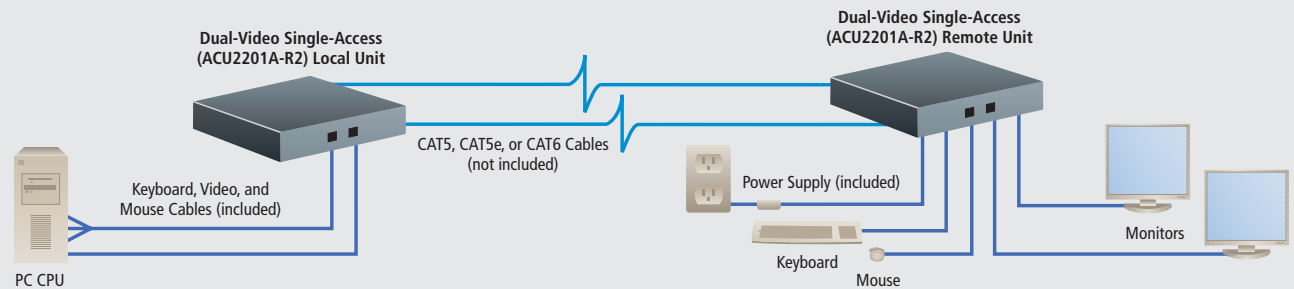 Dual-Video Single-Access
(ACU2201A-R2) Local Unit
Dual-Video Single-Access
(ACU2201A-R2) Remote Unit
CAT5, CAT5e, or CAT6 Cables
(not included)
Keyboard, Video, and
Mouse Cables (included)
Power Supply (included)
Monitors
Keyboard
Mouse
PC CPU